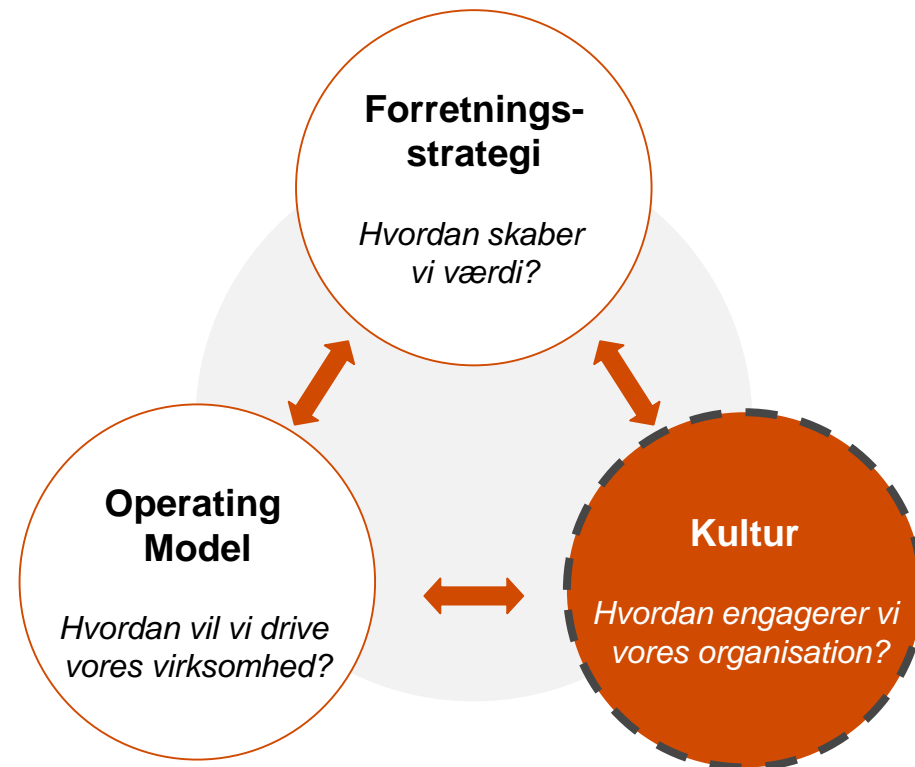 Forretnings-
strategi
Hvordan skaber
vi værdi?
Operating
Model
Hvordan vil vi drive
vores virksomhed?
Kultur
Hvordan engagerer vi
vores organisation?